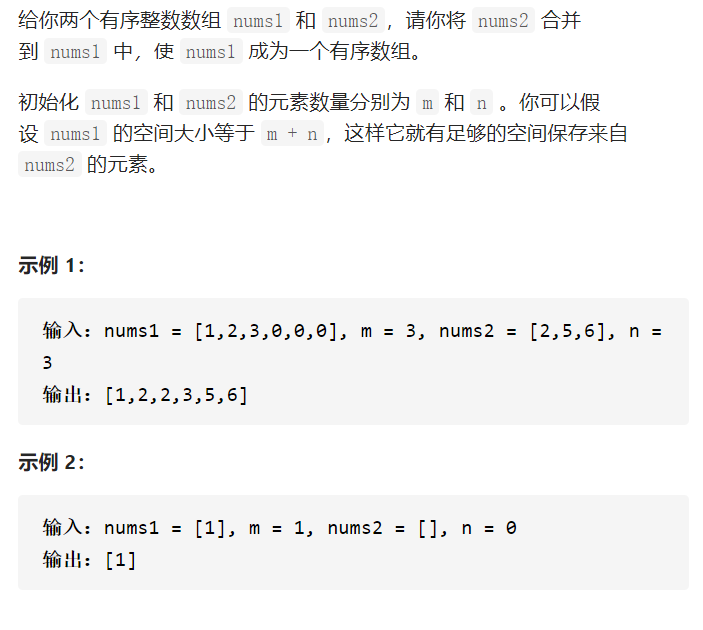 给你两个有序整数数组 nums1 和 nums2，请你将 nums2 合并
到 nums1 中，使 nums1 成为一个有序数组。
初始化 nums1 和 nums2 的元素数量分别为 m 和 n 。你可以假
设 nums1 的空间大小等于 m + n，这样它就有足够的空间保存来自
nums2 的元素。
示例 1：
输入：nums1 = [1,2,3,0,0,0], m = 3, nums2 = [2,5,6], n =
3
输出：[1,2,2,3,5,6]
示例 2：
输入：nums1 = [1], m = 1, nums2 = [], n = 0
输出：[1]